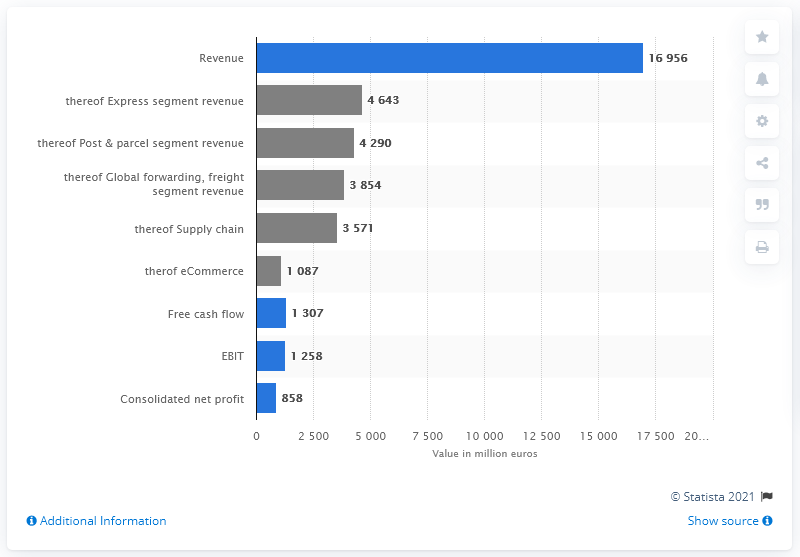 Revenue 16 956
thereof Express segment revenue 4 643
thereof Post & parcel segment revenue 4 290
thereof Global forwarding, freight
segment revenue 3 854
thereof Supply chain 3 571
therof eCommerce 1 087
Free cash flow 1 307
EBIT 1 258
Consolidated net profit 858
0 2 500 5 000 7 500 10 000 12 500 15 000 17 500 20...
Value in million euros
© Statista 2021
Additional Information Show source